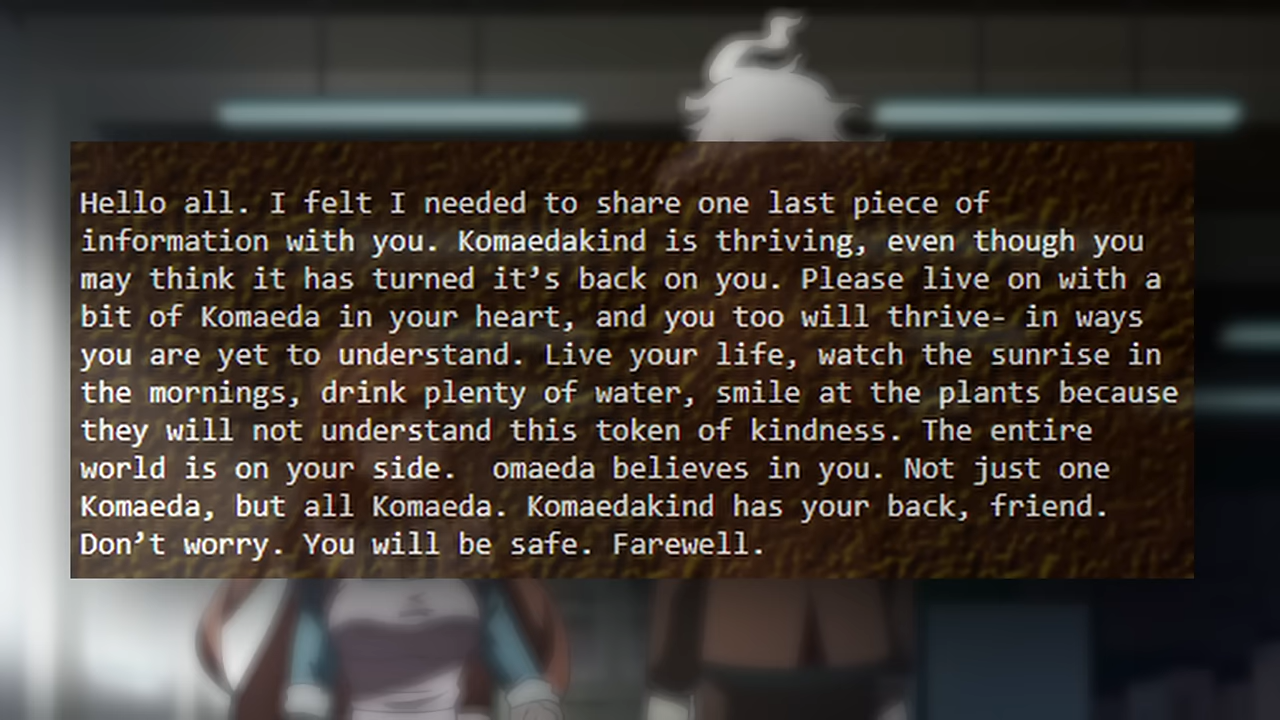 Hello all. I felt I needed to share one last piece of
information with you. Komaedakind is thriving, even though you
may think it has turned it’s back on you. Please live on with a
bit of Komaeda in your heart, and you too will thrive- in ways
you are yet to understand. Live your life, watch the sunrise in
the mornings, drink plenty of water, smile at the plants because
they will not understand this token of kindness. The entire
world is on your side.  omaeda believes in you. Not just one
Komaeda, but all Komaeda. Komaedakind has your back, friend.
Don’t worry. You will be safe. Farewell.